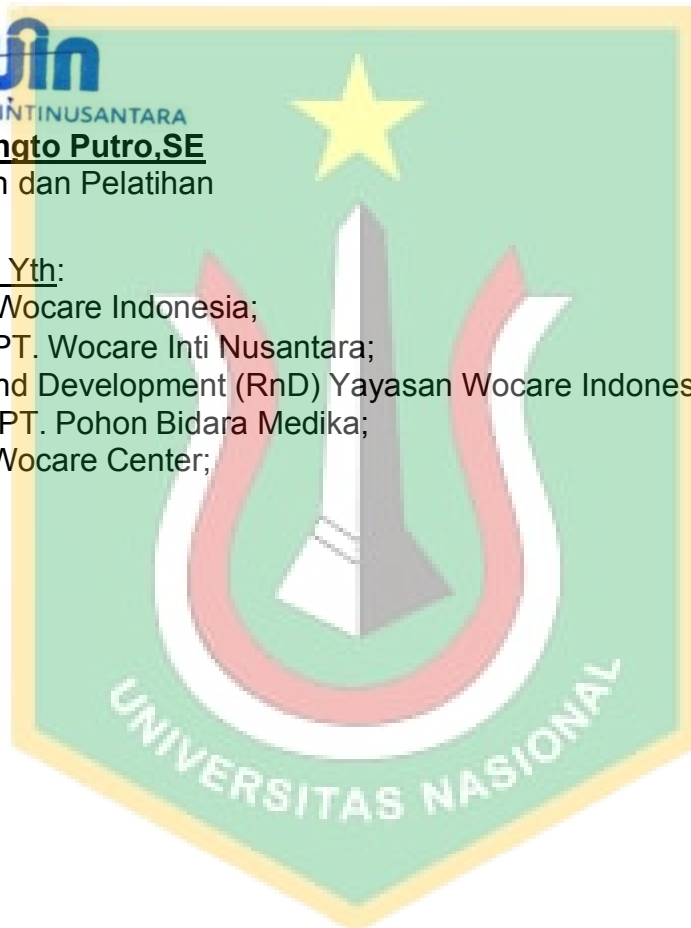 INTINUSANTARA
ngto Putro,SE
n dan Pelatihan
Yth:
Wocare Indonesia;
PT. Wocare Inti Nusantara;
nd Development (RnD) Yayasan Wocare Indones
PT. Pohon Bidara Medika;
Wocare Center;
UNIVERSITAS NASIONAL